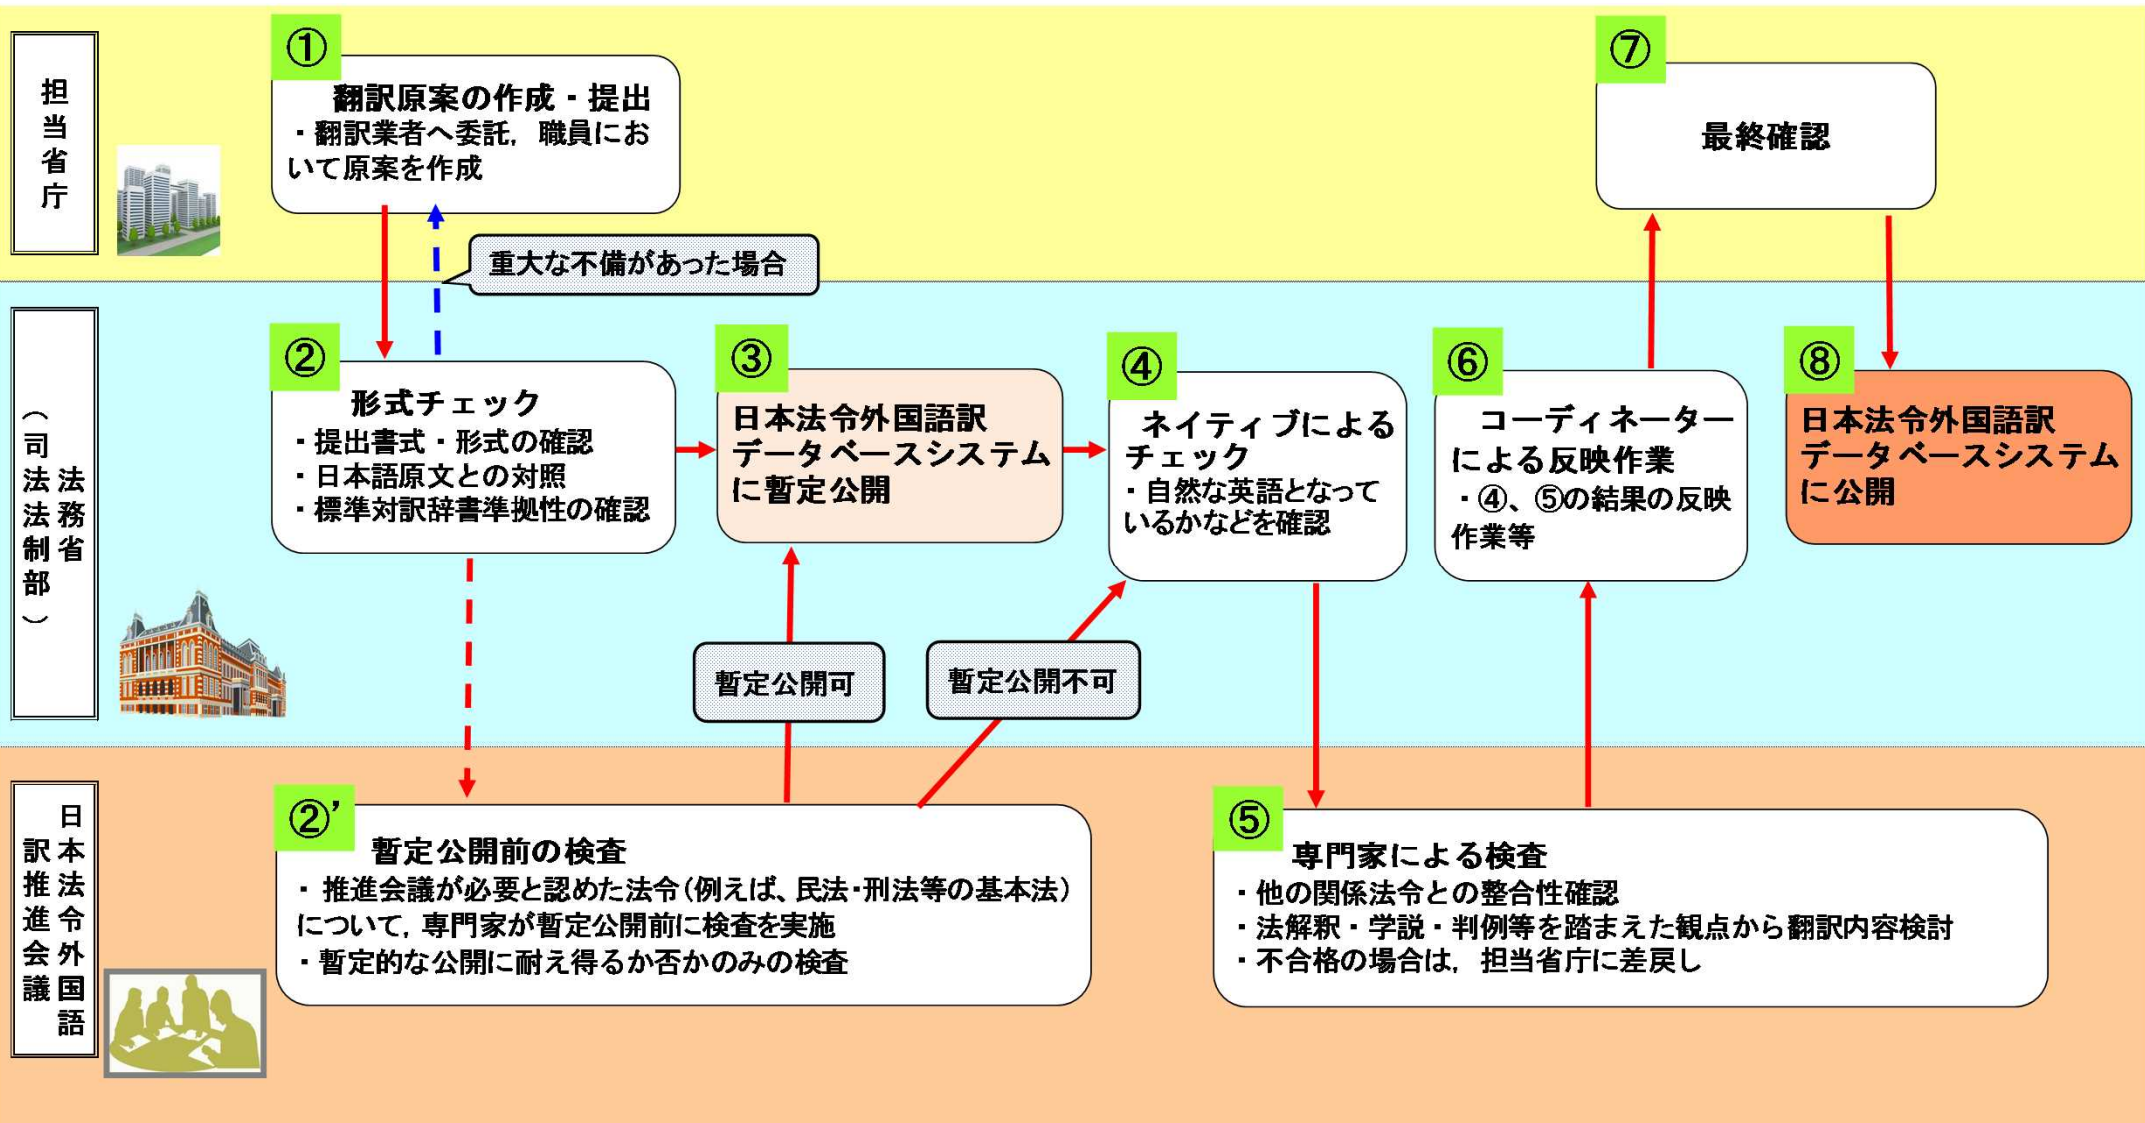 担当省庁
①
翻訳原案の作成・提出
・翻訳業者へ委託，職員にお
いて原案を作成
⑦
最終確認
重大な不備があった場合
法務省
（司法法制部）
②
形式チェック
・提出書式・形式の確認
・日本語原文との対照
・標準対訳辞書準拠性の確認
③
日本法令外国語訳
データベースシステム
に暫定公開
④
ネイティブによる
チェック
・自然な英語となって
いるかなどを確認
⑥
コーディネーター
による反映作業
・④、⑤の結果の反映
作業等
⑧
日本法令外国語訳
データベースシステム
に公開
暫定公開可
暫定公開不可
日本法令外国語
訳推進会議
②’
暫定公開前の検査
・推進会議が必要と認めた法令（例えば、民法・刑法等の基本法）
について，専門家が暫定公開前に検査を実施
・暫定的な公開に耐え得るか否かのみの検査
⑤
専門家による検査
・他の関係法令との整合性確認
・法解釈・学説・判例等を踏まえた観点から翻訳内容検討
・不合格の場合は，担当省庁に差戻し